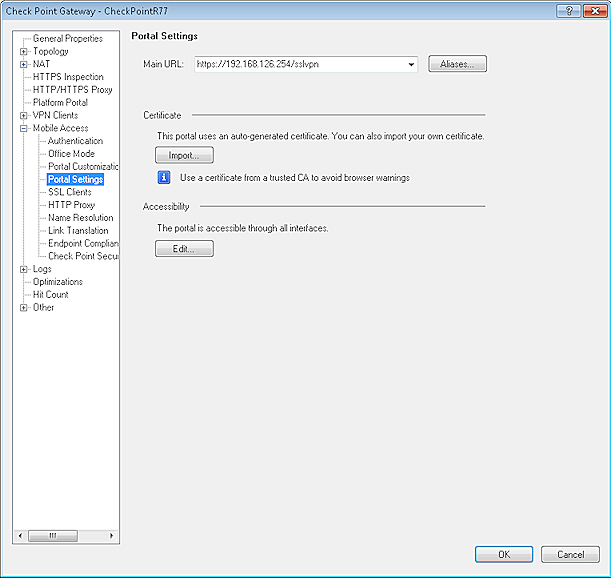 Check Point Gateway - CheckPointR77
General Properties
Topology
NAT
HTTPS Inspection
HTTP/HTTPS Proxy
Platform Portal
VPN Clients
Mobile Access
Authentication
Office Mode
Portal Customizatic
Portal Settings
SSL Clients
HTTP Proxy
Name Resolution
Link Translation
Endpoint Complian
Check Point Secu
Logs
Optimizations
Hit Count
Other
Portal Settings
Main URL: https://192.168.126.254/sslvpn Aliases...
Certificate
This portal uses an auto-generated certificate. You can also import your own certificate.
Import...
Use a certificate from a trusted CA to avoid browser warnings
Accessibility
The portal is accessible through all interfaces.
Edit...
OK Cancel